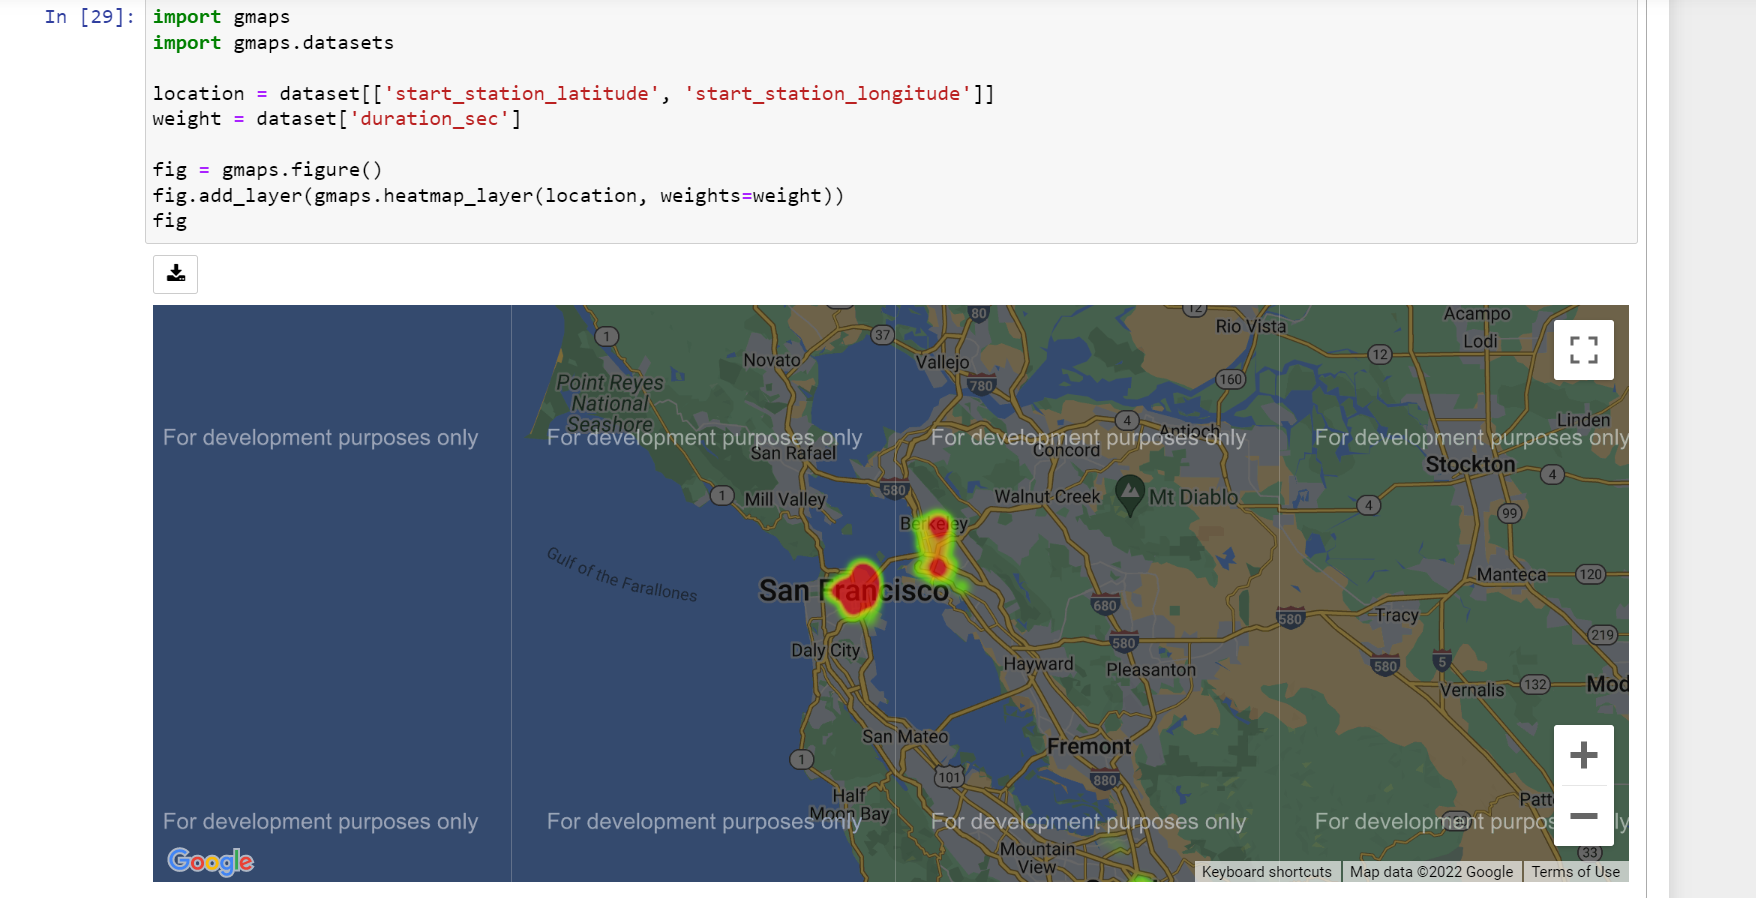 In [29]:
import gmaps
import gmaps.datasets
location = dataset[['start_station_latitude', 'start_station_longitude']]
weight = dataset['duration_sec']
fig = gmaps.figure()
fig.add_layer(gmaps.heatmap_layer(location, weights=weight))
fig
80
12
Acampo
Rio Vista
1
37
Lodi
Novato
Vallejo
12
Point Reyes
National
Seashore
780
160
4
Linden
Antioch
For development purposes only
For development purposes only
For development purposes only
For development purposes only
San Rafael
Concord
Stockton
4
580
1
Mill Valley
Walnut Creek
Mt Diablo
4
99
Berkeley
Gulf of the Farallones
San Francisco
Manteca
120
680
580
Tracy
219
580
Daly City
Hayward
Pleasanton
580
5
Vernalis
132
Mod
San Mateo
Fremont
1
101
880
Half
Moon Bay
Patt
For development purposes only
For development purposes only
For development purposes only
For development purposes only
Mountain
View
33
Google
Keyboard shortcuts
Map data ©2022 Google
Terms of Use